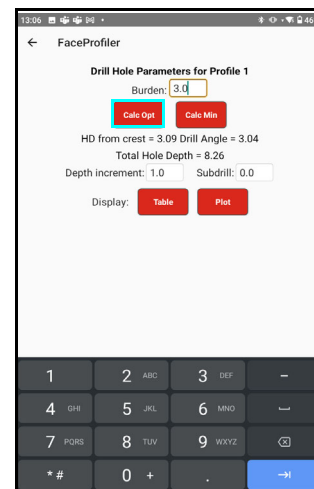 13:06 46
← FaceProfiler
Drill Hole Parameters for Profile 1
Burden: 3.0
Calc Opt Calc Min
HD from crest = 3.09 Drill Angle = 3.04
Total Hole Depth = 8.26
Depth increment: 1.0 Subdrill: 0.0
Display: Table Plot
1 2 ABC 3 DEF -
4 GHI 5 JKL 6 MNO
7 PQRS 8 TUV 9 WXYZ
* # 0 + .